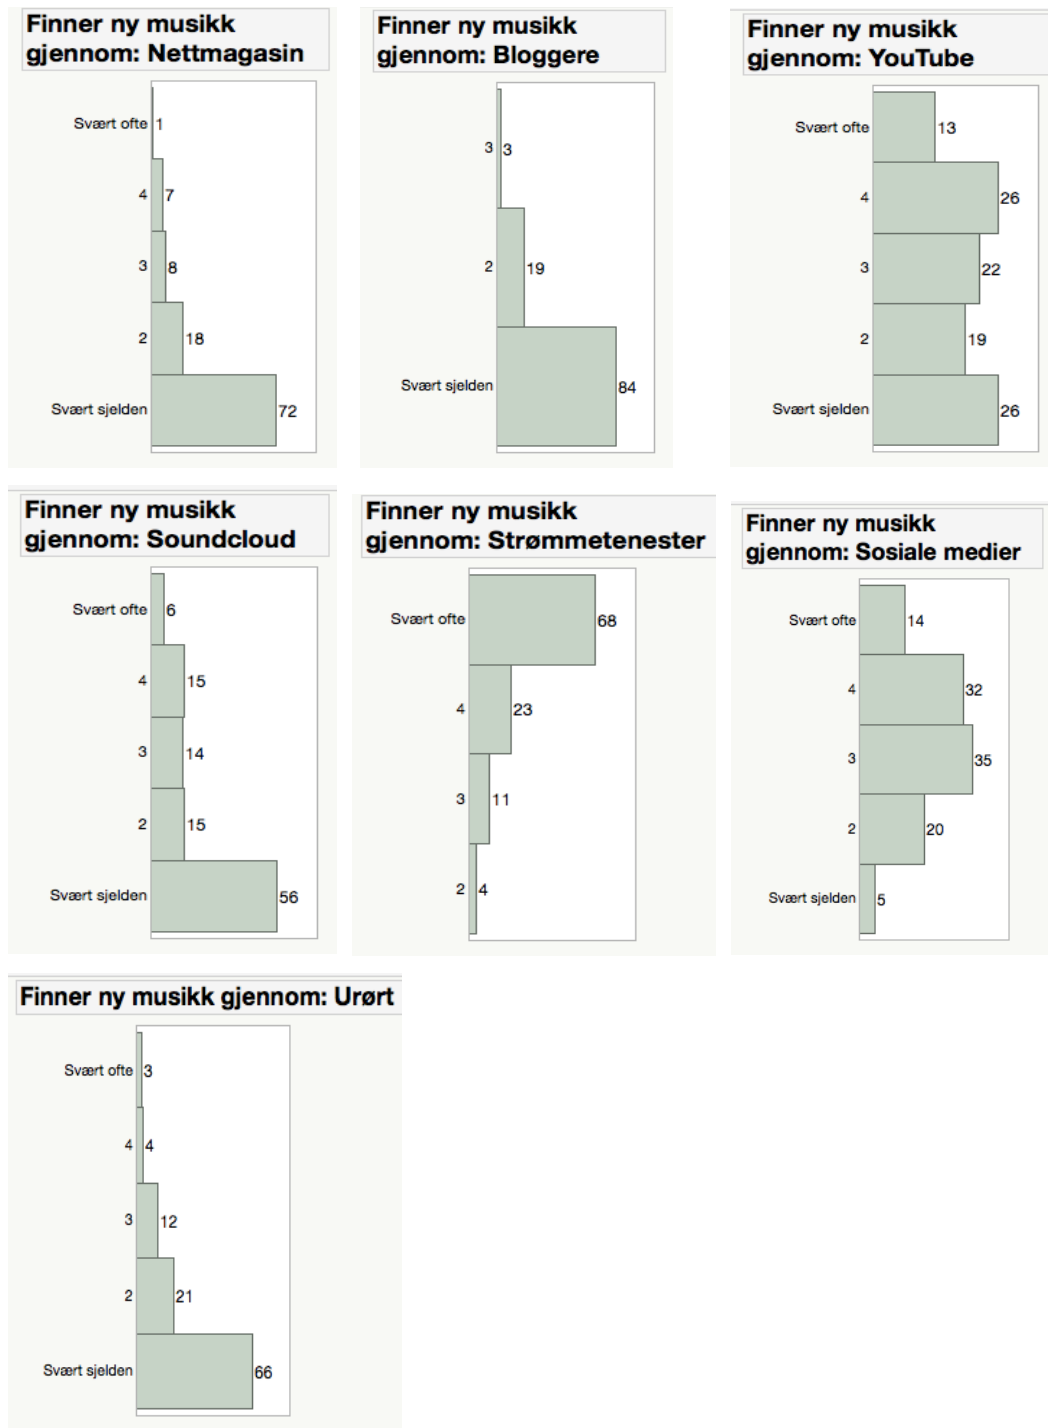 Finner ny musikk
gjennom: Nettmagasin
Svært ofte 1
4 7
3 8
2 18
Svært sjelden 72
Finner ny musikk
gjennom: Bloggere
3 3
2 19
Svært sjelden 84
Finner ny musikk
gjennom: YouTube
Svært ofte 13
4 26
3 22
2 19
Svært sjelden 26
Finner ny musikk
gjennom: Soundcloud
Svært ofte 6
4 15
3 14
2 15
Svært sjelden 56
Finner ny musikk
gjennom: Strømmetenester
Svært ofte 68
4 23
3 11
2 4
Finner ny musikk
gjennom: Sosiale medier
Svært ofte 14
4 32
3 35
2 20
Svært sjelden 5
Finner ny musikk gjennom: Urørt
Svært ofte 3
4 4
3 12
2 21
Svært sjelden 66